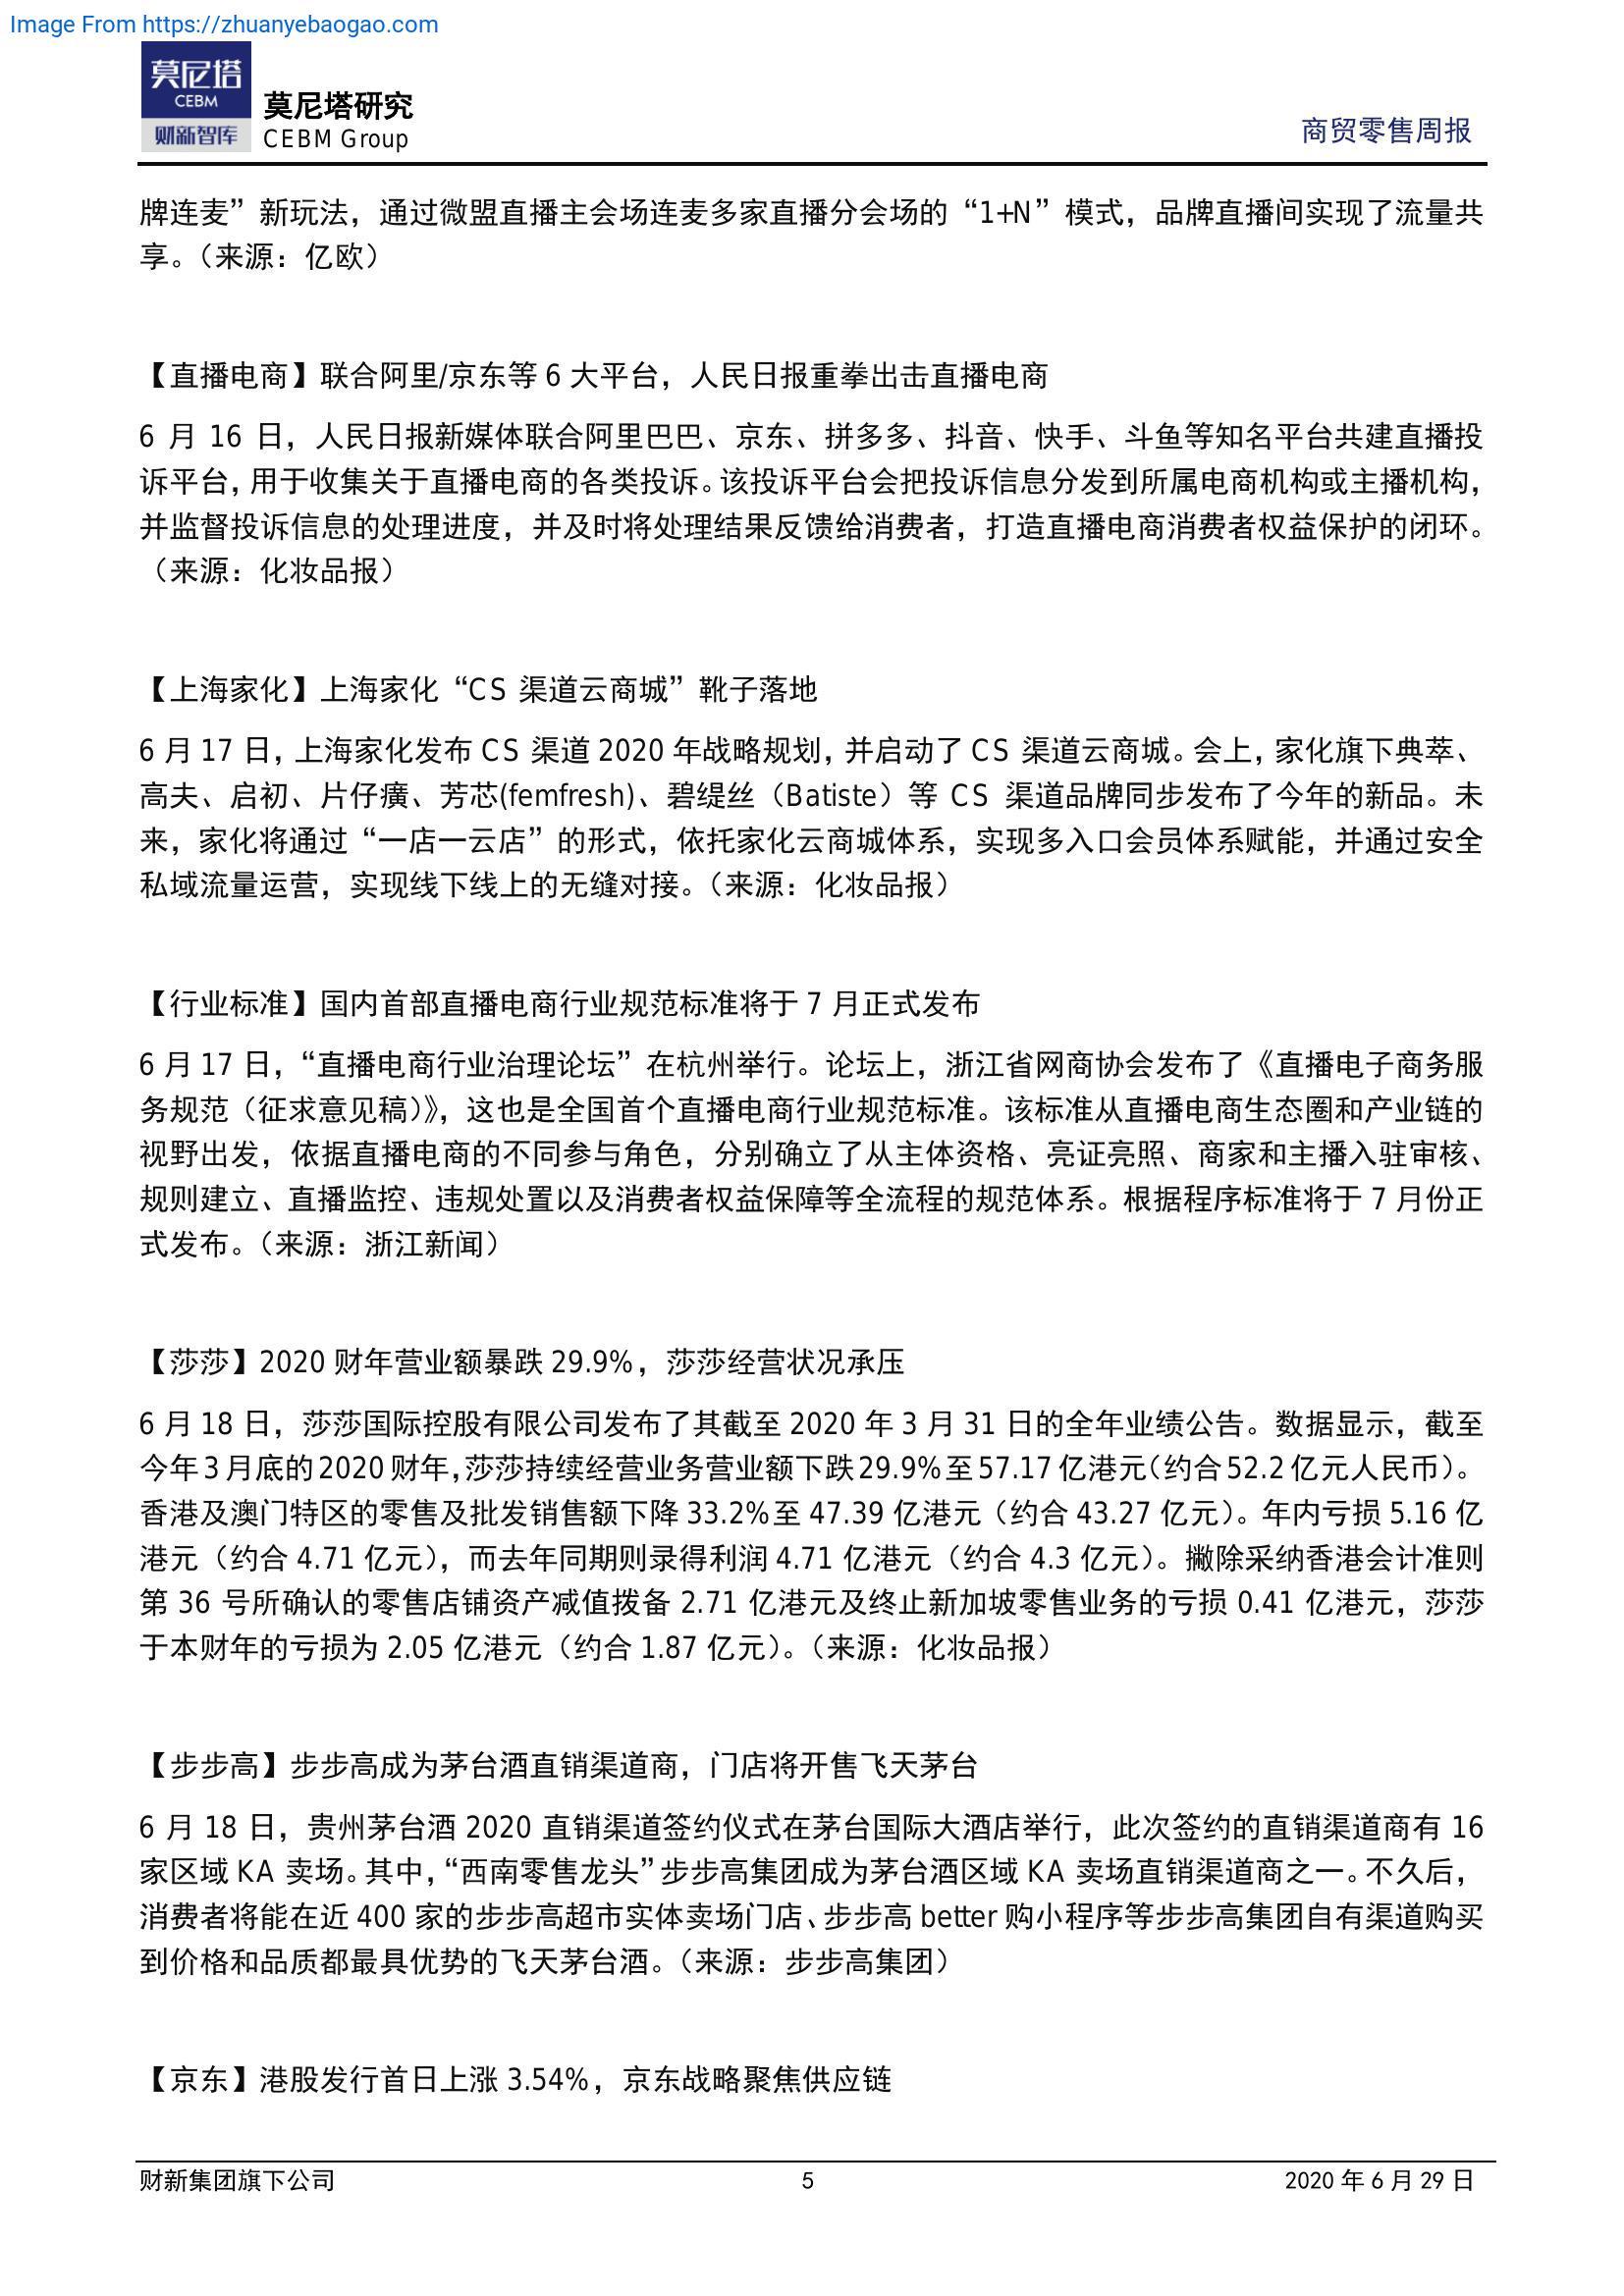 Image From https://zhuanyebaogao.com
莫尼塔
CEBM
财新智库
莫尼塔研究
CEBM Group
商贸零售周报
牌连麦”新玩法，通过微盟直播主会场连麦多家直播分会场的“1+N”模式，品牌直播间实现了流量共
享。（来源：亿欧）
【直播电商】联合阿里/京东等 6 大平台，人民日报重拳出击直播电商
6 月 16 日，人民日报新媒体联合阿里巴巴、京东、拼多多、抖音、快手、斗鱼等知名平台共建直播投
诉平台，用于收集关于直播电商的各类投诉。该投诉平台会把投诉信息分发到所属电商机构或主播机构，
并监督投诉信息的处理进度，并及时将处理结果反馈给消费者，打造直播电商消费者权益保护的闭环。
（来源：化妆品报）
【上海家化】上海家化“CS 渠道云商城”靴子落地
6 月 17 日，上海家化发布 CS 渠道 2020 年战略规划，并启动了 CS 渠道云商城。会上，家化旗下典萃、
高夫、启初、片仔癀、芳芯(femfresh)、碧缇丝（Batiste）等 CS 渠道品牌同步发布了今年的新品。未
来，家化将通过“一店一云店”的形式，依托家化云商城体系，实现多入口会员体系赋能，并通过安全
私域流量运营，实现线下线上的无缝对接。（来源：化妆品报）
【行业标准】国内首部直播电商行业规范标准将于 7 月正式发布
6 月 17 日，“直播电商行业治理论坛”在杭州举行。论坛上，浙江省网商协会发布了《直播电子商务服
务规范（征求意见稿）》，这也是全国首个直播电商行业规范标准。该标准从直播电商生态圈和产业链的
视野出发，依据直播电商的不同参与角色，分别确立了从主体资格、亮证亮照、商家和主播入驻审核、
规则建立、直播监控、违规处置以及消费者权益保障等全流程的规范体系。根据程序标准将于 7 月份正
式发布。（来源：浙江新闻）
【莎莎】2020 财年营业额暴跌 29.9%，莎莎经营状况承压
6 月 18 日，莎莎国际控股有限公司发布了其截至 2020 年 3 月 31 日的全年业绩公告。数据显示，截至
今年 3 月底的 2020 财年，莎莎持续经营业务营业额下跌 29.9%至 57.17 亿港元（约合 52.2 亿元人民币）。
香港及澳门特区的零售及批发销售额下降 33.2%至 47.39 亿港元（约合 43.27 亿元）。年内亏损 5.16 亿
港元（约合 4.71 亿元），而去年同期则录得利润 4.71 亿港元（约合 4.3 亿元）。撇除采纳香港会计准则
第 36 号所确认的零售店铺资产减值拨备 2.71 亿港元及终止新加坡零售业务的亏损 0.41 亿港元，莎莎
于本财年的亏损为 2.05 亿港元（约合 1.87 亿元）。（来源：化妆品报）
【步步高】步步高成为茅台酒直销渠道商，门店将开售飞天茅台
6 月 18 日，贵州茅台酒 2020 直销渠道签约仪式在茅台国际大酒店举行，此次签约的直销渠道商有 16
家区域 KA 卖场。其中，“西南零售龙头”步步高集团成为茅台酒区域 KA 卖场直销渠道商之一。不久后，
消费者将能在近 400 家的步步高超市实体卖场门店、步步高 better 购小程序等步步高集团自有渠道购买
到价格和品质都最具优势的飞天茅台酒。（来源：步步高集团）
【京东】港股发行首日上涨 3.54%，京东战略聚焦供应链
财新集团旗下公司
5
2020 年 6 月 29 日